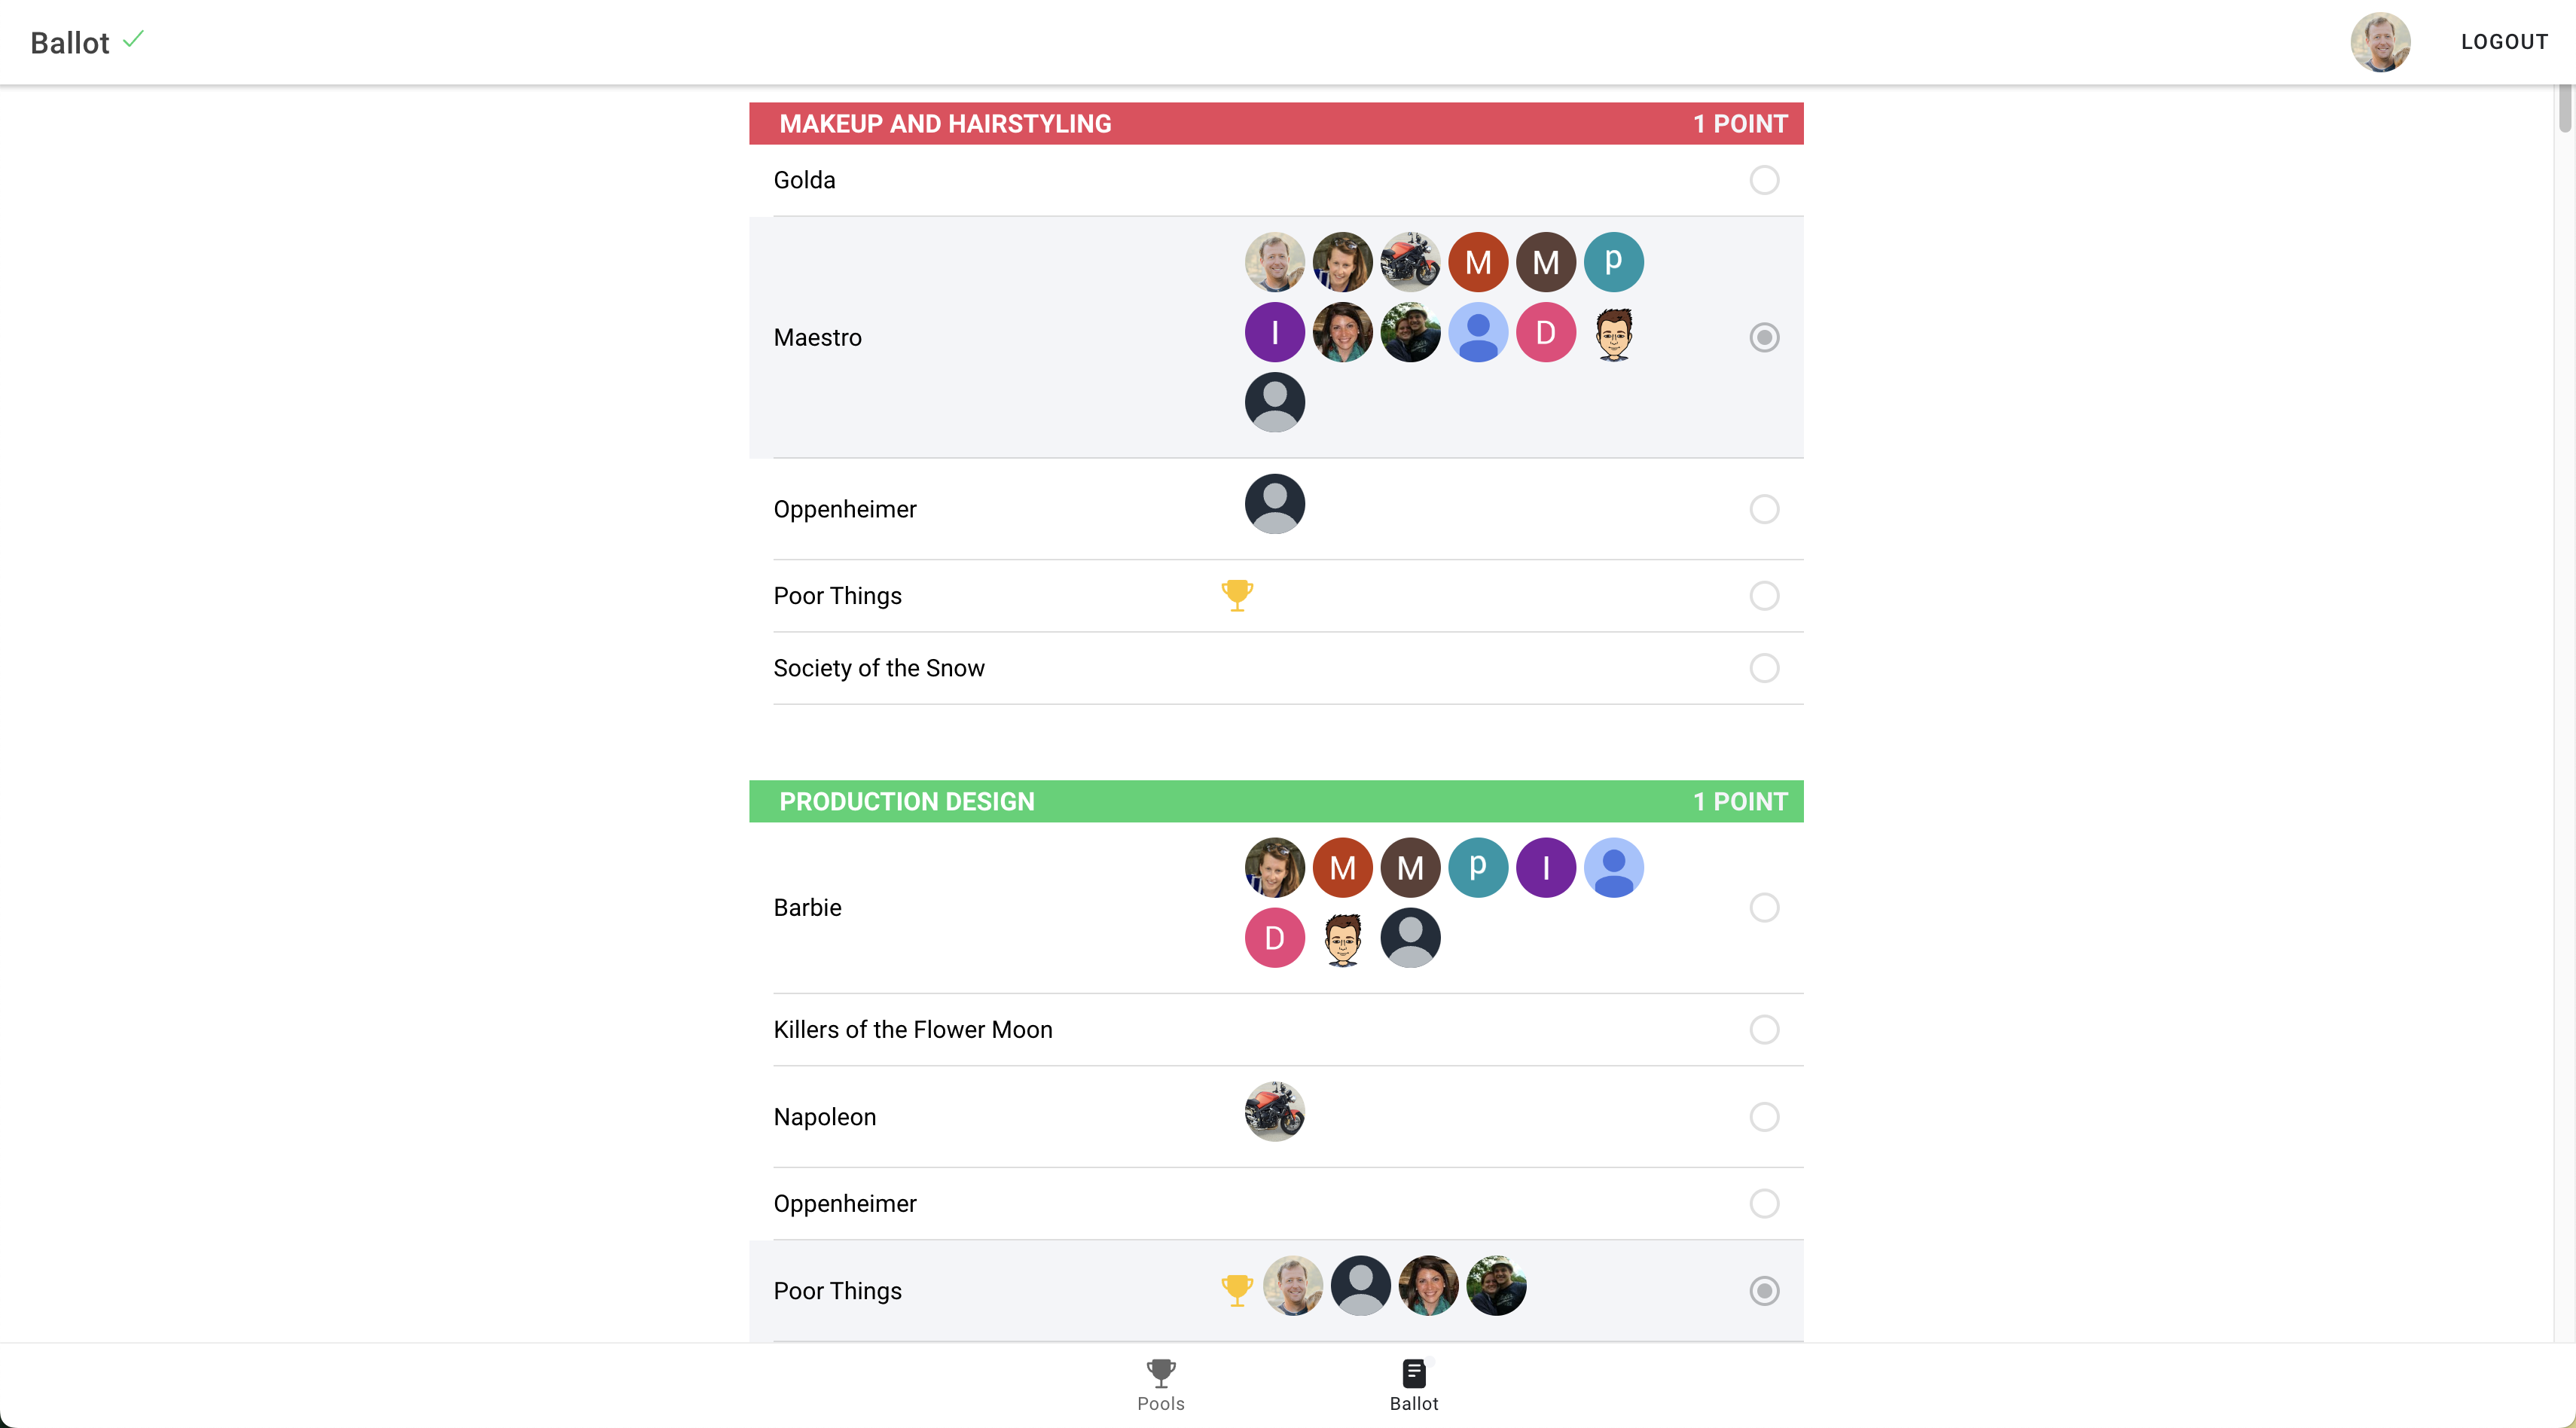 Ballot
LOGOUT
MAKEUP AND HAIRSTYLING 1 POINT
Golda
M M p
Maestro
I D
Oppenheimer
Poor Things
Society of the Snow
PRODUCTION DESIGN 1 POINT
M M p I
Barbie
D
Killers of the Flower Moon
Napoleon
Oppenheimer
Poor Things
Pools
Ballot